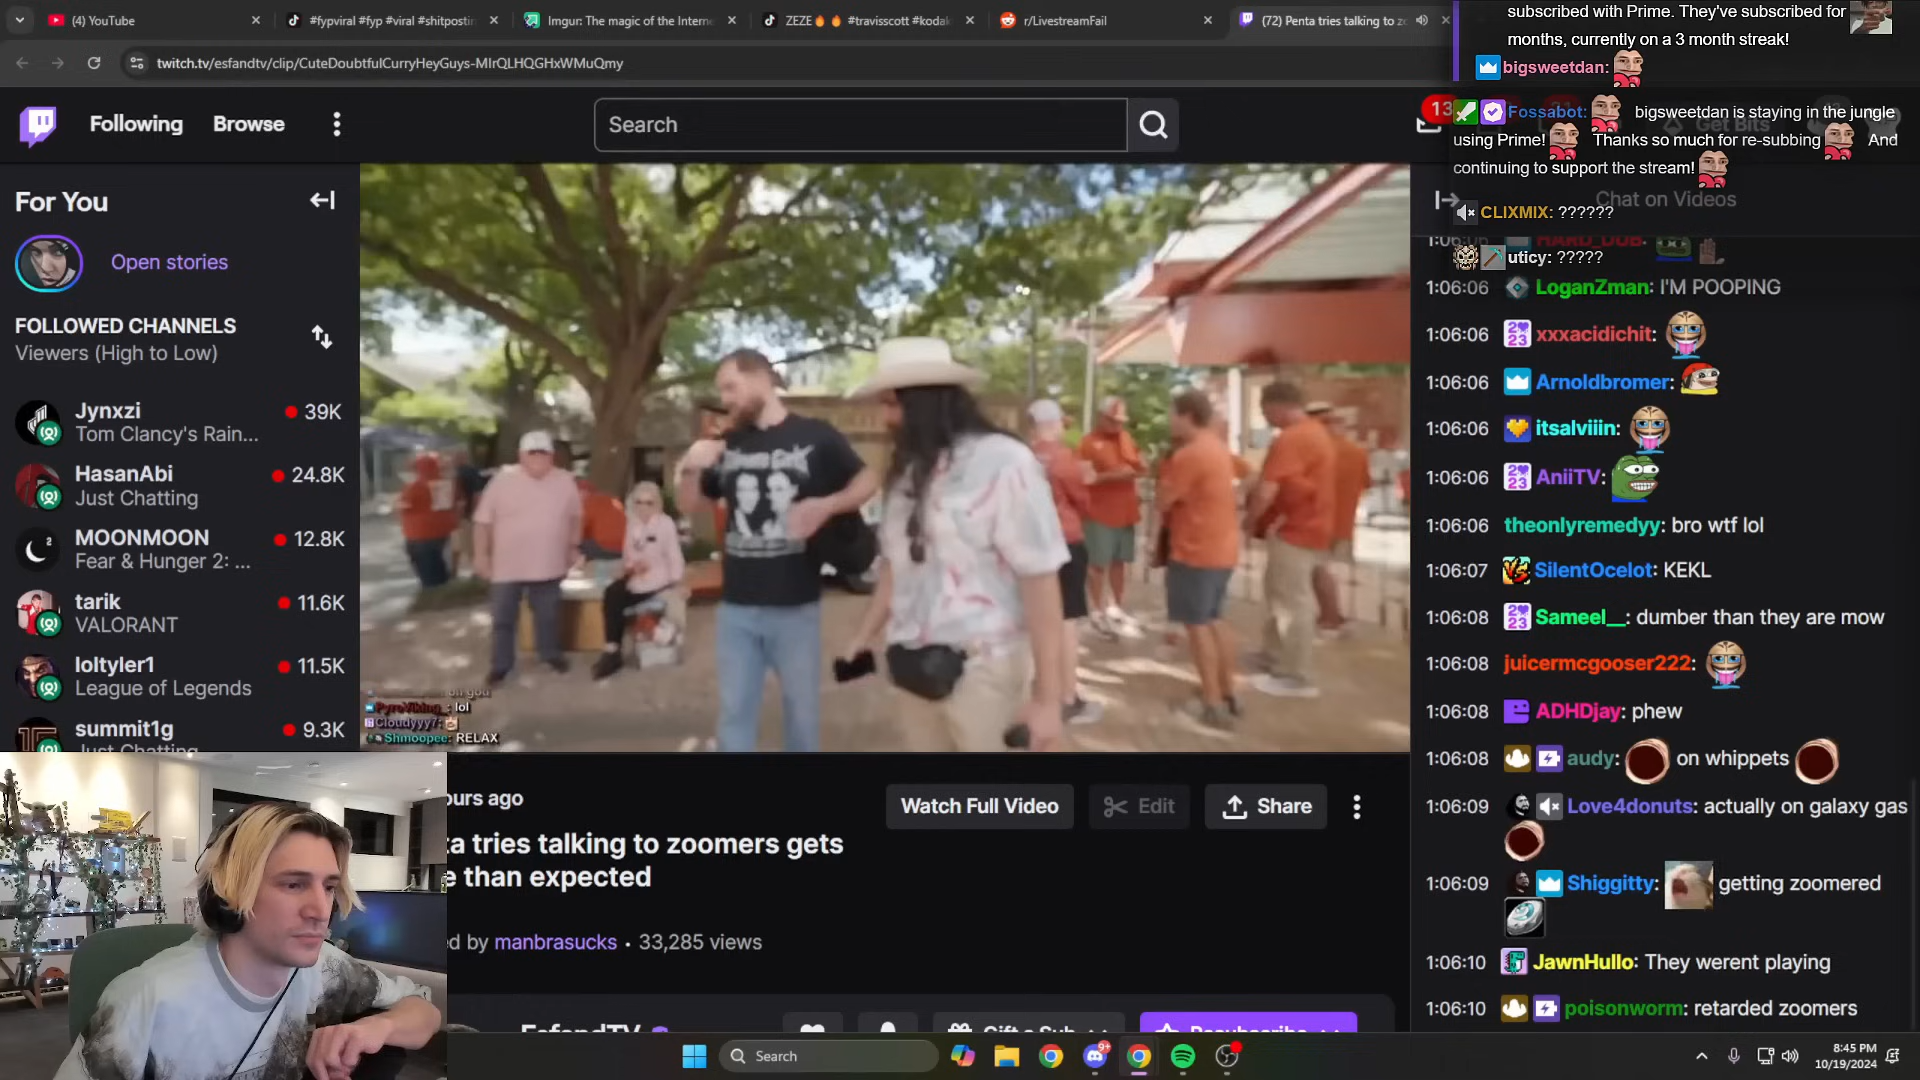 (4) YouTube
#fypviral #fyp #viral #shitpostin
Imgur: The magic of the Interne
ZEZE🔥🔥 #travisscott #kodak
r/LivestreamFail
(72) Penta tries talking to zo
twitch.tv/esfandtv/clip/CuteDoubtfulCurryHeyGuys-MIrQLHQGHxWMuQmy
Following
Browse
Search
13
Get Bits
subscribed with Prime. They've subscribed for
months, currently on a 3 month streak!
bigsweetdan:
Fossabot: bigsweetdan is staying in the jungle
using Prime! Thanks so much for re-subbing And
continuing to support the stream!
Chat on Videos
CLIXMIX: ??????
1:06:06 HARD_DUB:
uticy: ?????
1:06:06 LoganZman: I'M POOPING
1:06:06 xxxacidichit:
1:06:06 Arnoldbromer:
1:06:06 itsalviiin:
1:06:06 AniiTV:
1:06:06 theonlyremedyy: bro wtf lol
1:06:07 SilentOcelot: KEKL
1:06:08 Sameel__: dumber than they are mow
1:06:08 juicermcgooser222:
1:06:08 ADHDjay: phew
1:06:08 audy: on whippets
1:06:09 Love4donuts: actually on galaxy gas
1:06:09 Shiggitty: getting zoomered
1:06:10 JawnHullo: They werent playing
1:06:10 poisonworm: retarded zoomers
For You
Open stories
FOLLOWED CHANNELS
Viewers (High to Low)
Jynxzi 39K
Tom Clancy's Rain...
HasanAbi 24.8K
Just Chatting
MOONMOON 12.8K
Fear & Hunger 2: ...
tarik 11.6K
VALORANT
loltyler1 11.5K
League of Legends
summit1g 9.3K
Just Chatting
PyroViking_: lol
Cloudyyy7:
Shmoopee: RELAX
ours ago
Watch Full Video
Edit
Share
ta tries talking to zoomers gets
e than expected
ed by manbrasucks • 33,285 views
EsfandTV
Gift a Sub
Resubscribe
Search
9+
8:45 PM
10/19/2024